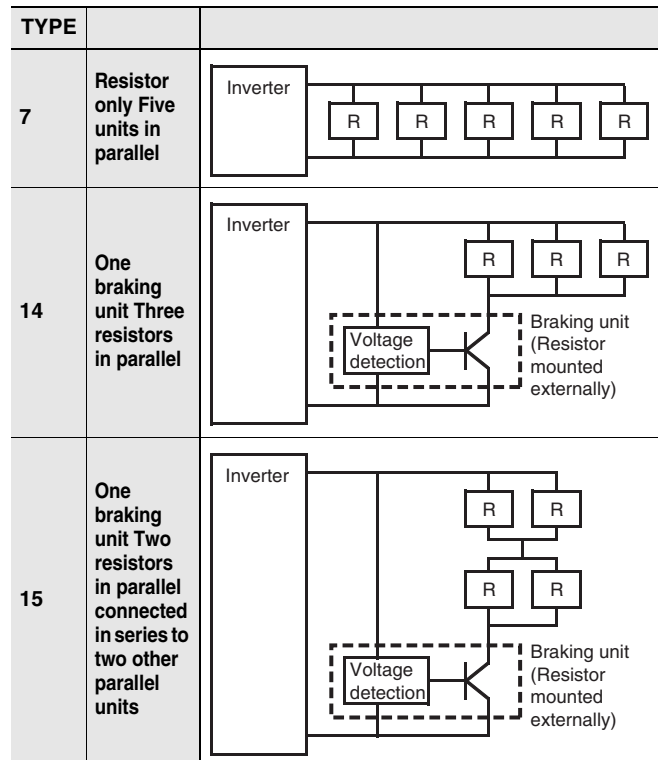 TYPE
7
Resistor
only Five
units in
parallel
Inverter
R R R R R
14
One
braking
unit Three
resistors
in parallel
Inverter
R R R
Voltage
detection
Braking unit
(Resistor
mounted
externally)
15
One
braking
unit Two
resistors
in parallel
connected
in series to
two other
parallel
units
Inverter
R R
R R
Voltage
detection
Braking unit
(Resistor
mounted
externally)